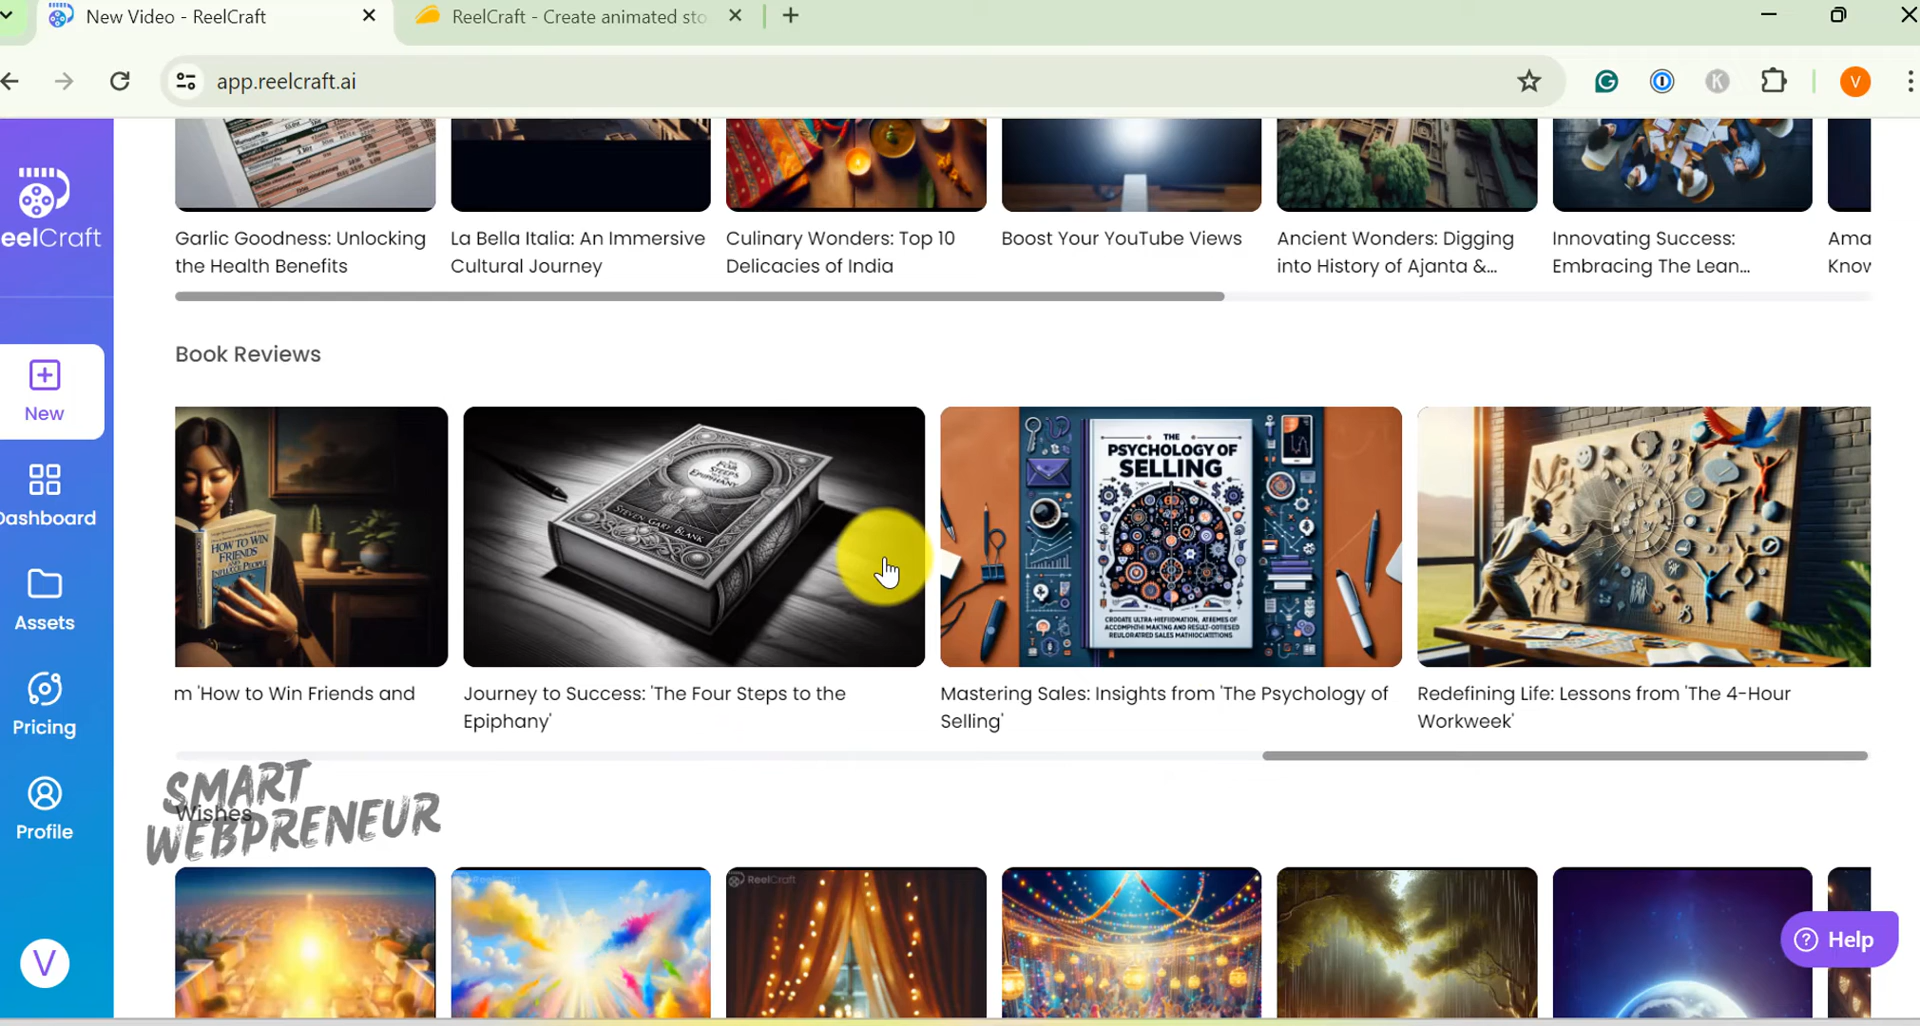 New Video - ReelCraft
ReelCraft - Create animated sto
app.reelcraft.ai
V
eelCraft
New
Dashboard
Assets
Pricing
Profile
V
Garlic Goodness: Unlocking
the Health Benefits
La Bella Italia: An Immersive
Cultural Journey
Culinary Wonders: Top 10
Delicacies of India
Boost Your YouTube Views
Ancient Wonders: Digging
into History of Ajanta &...
Innovating Success:
Embracing The Lean...
Ama
Know
Book Reviews
HOW TO WIN
FRIENDS
STEVEN GARY BLANK
THE
PSYCHOLOGY OF
SELLING
m 'How to Win Friends and
Journey to Success: 'The Four Steps to the
Epiphany'
Mastering Sales: Insights from 'The Psychology of
Selling'
Redefining Life: Lessons from 'The 4-Hour
Workweek'
Wishes
SMART
WEBPRENEUR
ReelCraft
ReelCraft
Help